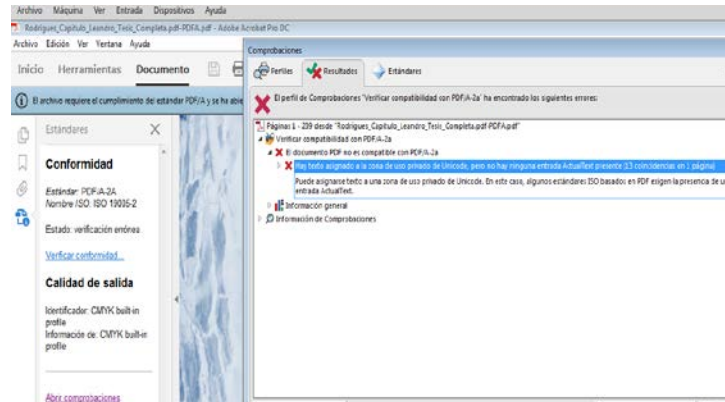 Archivo Máquina Ver Entrada Dispositivos Ayuda
Rodrigues_Capitulo_Leandro_Tesis_Completa.pdf-PDFA.pdf - Adobe Acrobat Pro DC
Archivo Edición Ver Ventana Ayuda
Inicio Herramientas Documento
El archivo requiere el cumplimiento del estándar PDF/A y se ha abie
Estándares
Conformidad
Estándar: PDF/A-2A
Nombre ISO: ISO 19005-2
Estado: verificación errónea
Verificar conformidad...
Calidad de salida
Identificador: CMYK built-in
profile
Información de: CMYK built-in
profile
Abrir comprobaciones
Comprobaciones
Perfiles Resultados Estándares
El perfil de Comprobaciones 'Verificar compatibilidad con PDF/A-2a' ha encontrado los siguientes errores:
Páginas 1 - 239 desde "Rodrigues_Capitulo_Leandro_Tesis_Completa.pdf-PDFA.pdf"
Verificar compatibilidad con PDF/A-2a
El documento PDF no es compatible con PDF/A-2a
Hay texto asignado a la zona de uso privado de Unicode, pero no hay ninguna entrada ActualText presente (13 coincidencias en 1 página)
Puede asignarse texto a una zona de uso privado de Unicode. En este caso, algunos estándares ISO basados en PDF exigen la presencia de u
entrada ActualText.
Información general
Información de Comprobaciones